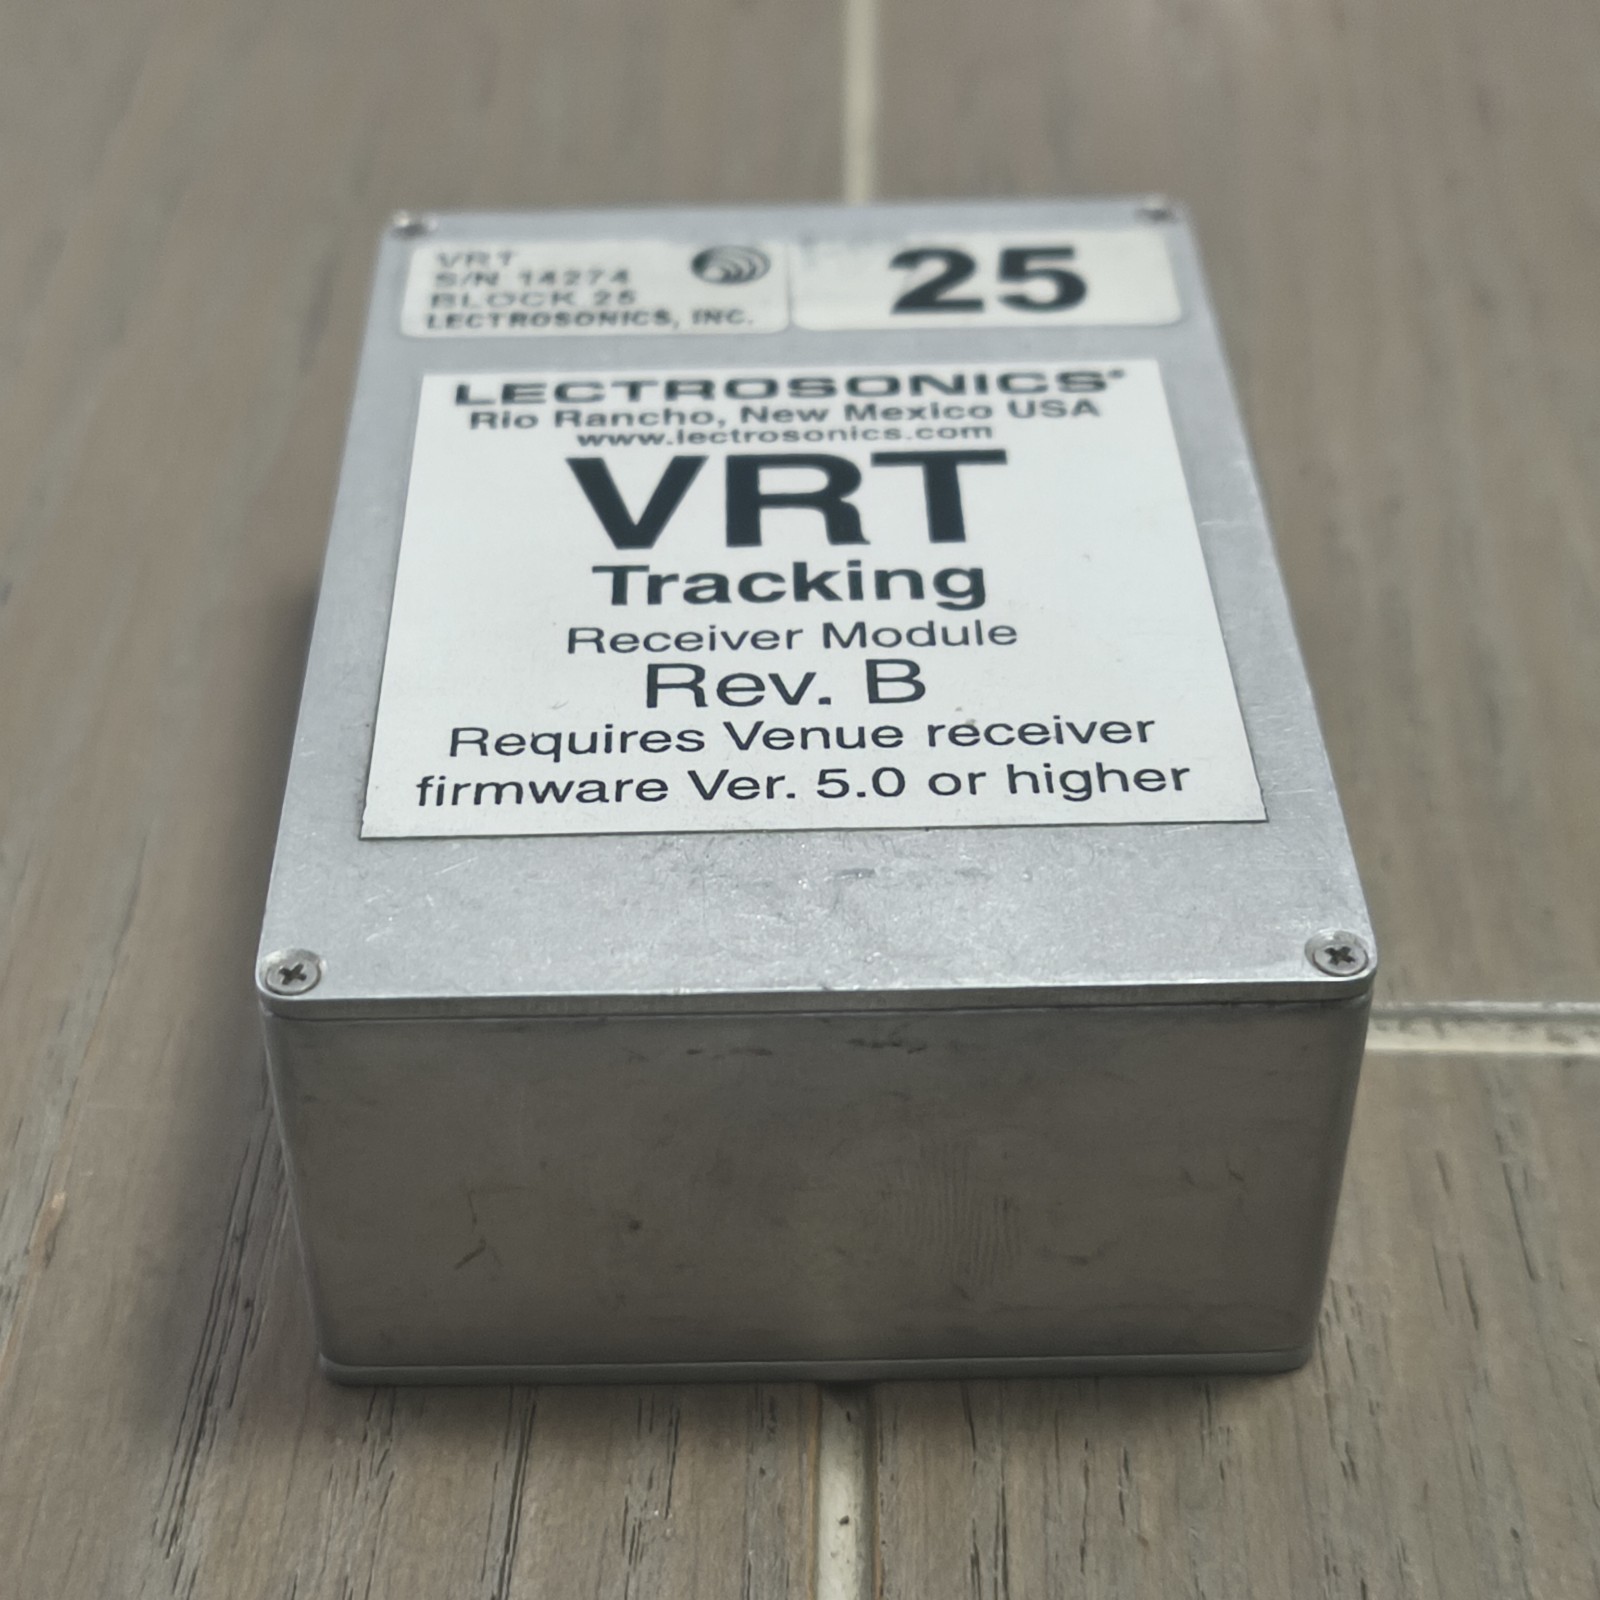 VRT
S/N 14274
BLOCK 25
LECTROSONICS, INC.
25
LECTROSONICS®
Rio Rancho, New Mexico USA
www.lectrosonics.com
VRT
Tracking
Receiver Module
Rev. B
Requires Venue receiver
firmware Ver. 5.0 or higher